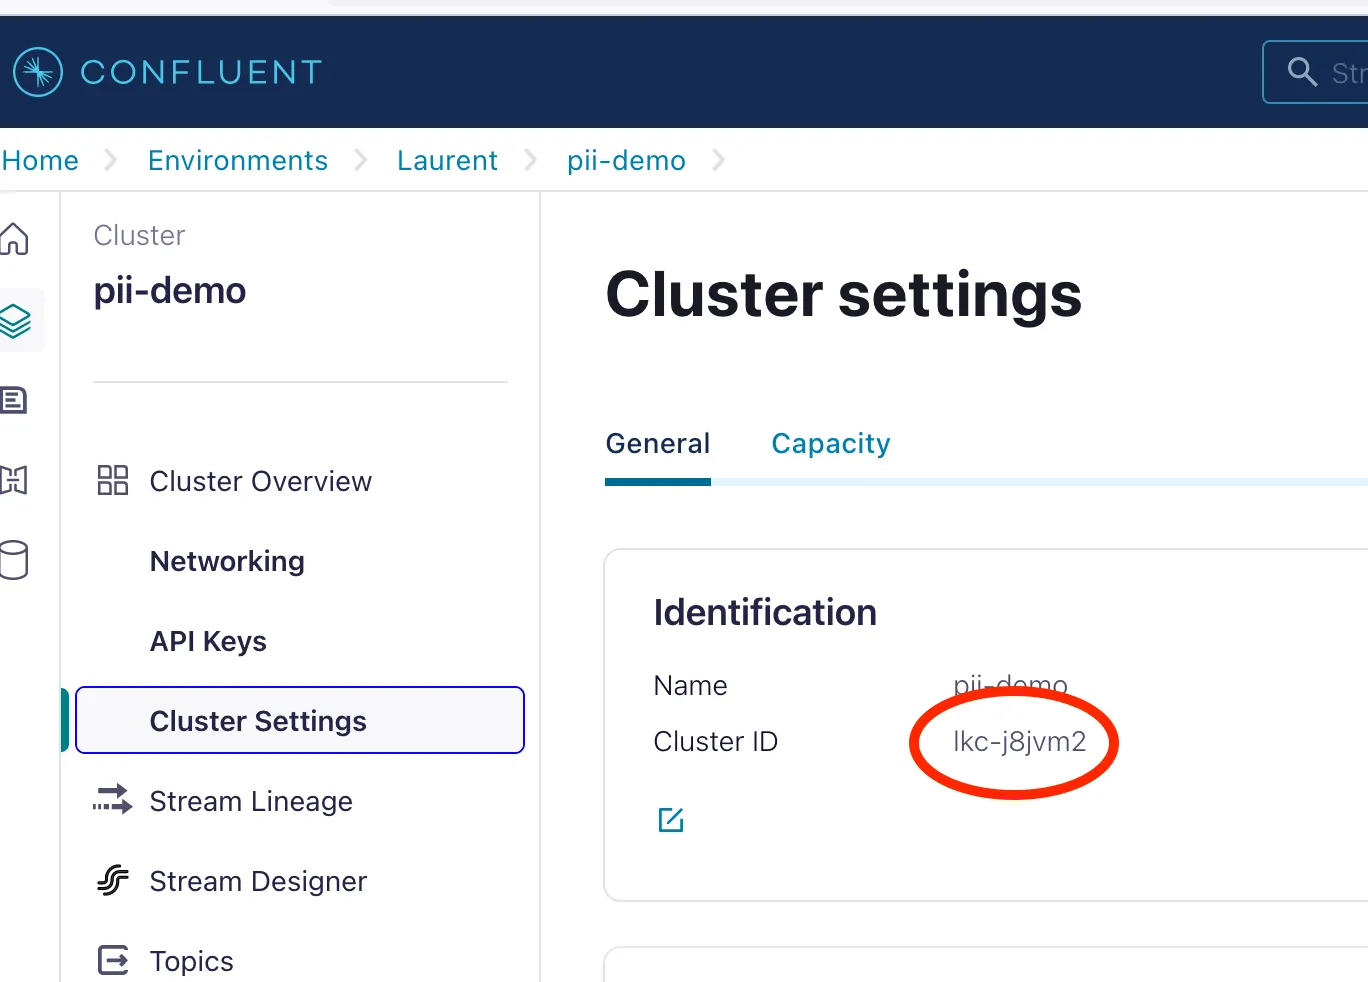 CONFLUENT
Home Environments Laurent pii-demo
Cluster
pii-demo
Cluster Overview
Networking
API Keys
Cluster Settings
Stream Lineage
Stream Designer
Topics
Cluster settings
General Capacity
Identification
Name pii-demo
Cluster ID lkc-j8jvm2